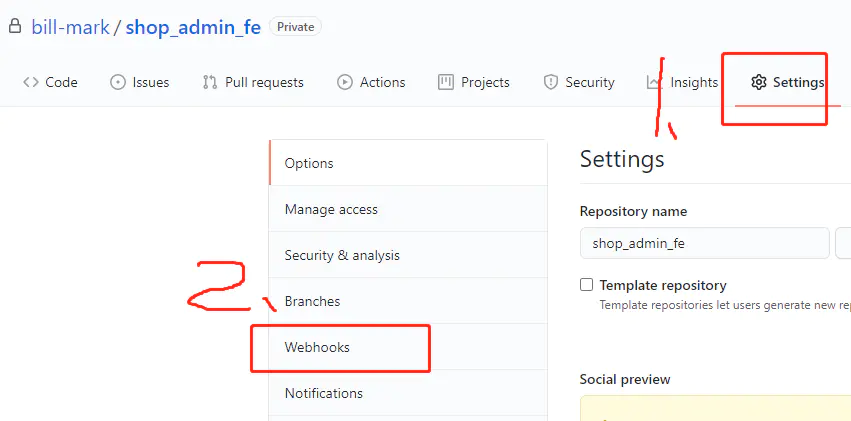 bill-mark / shop_admin_fe Private
Code Issues Pull requests Actions Projects Security Insights Settings
1、
Options
Manage access
Security & analysis
2、
Branches
Webhooks
Notifications
Settings
Repository name
shop_admin_fe
Template repository
Template repositories let users generate new
Social preview